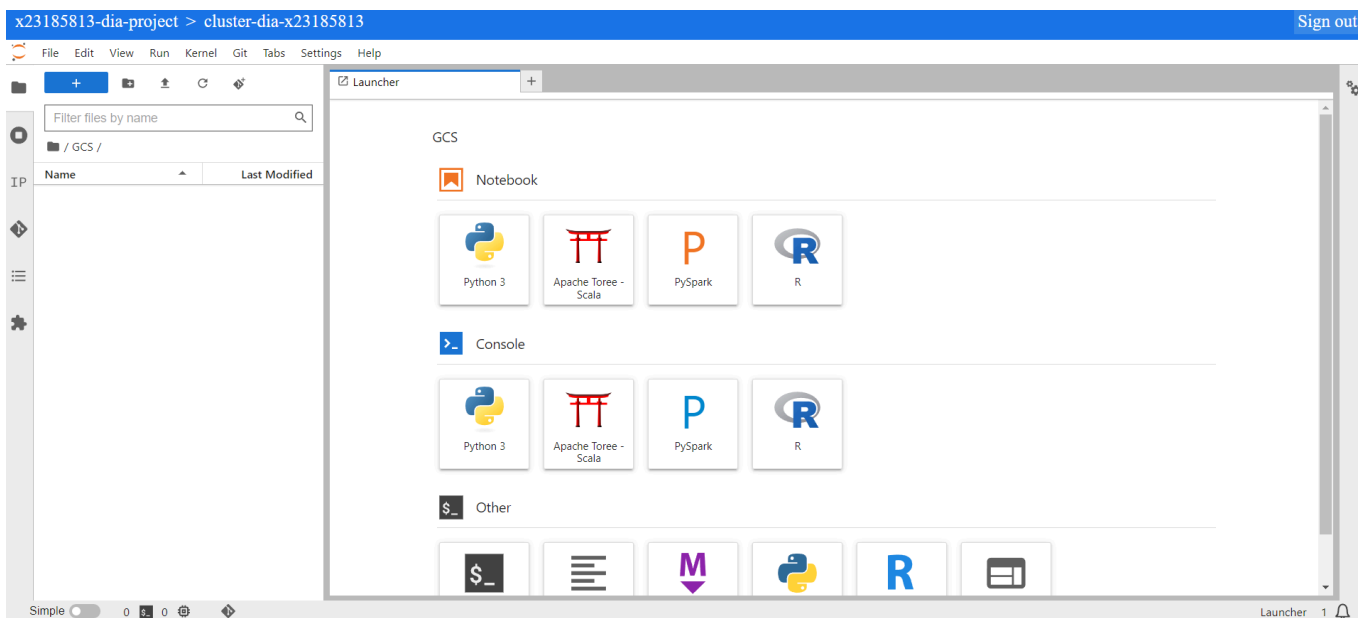 x23185813-dia-project > cluster-dia-x23185813 Sign out
File Edit View Run Kernel Git Tabs Settings Help
+
Launcher +
Filter files by name
/ GCS /
IP
Name Last Modified
GCS
Notebook
Python 3
Apache Toree -
Scala
P
PySpark
R
R
>_ Console
Python 3
Apache Toree -
Scala
P
PySpark
R
R
$_ Other
$_
M
R
Simple 0 $_ 0 Launcher 1